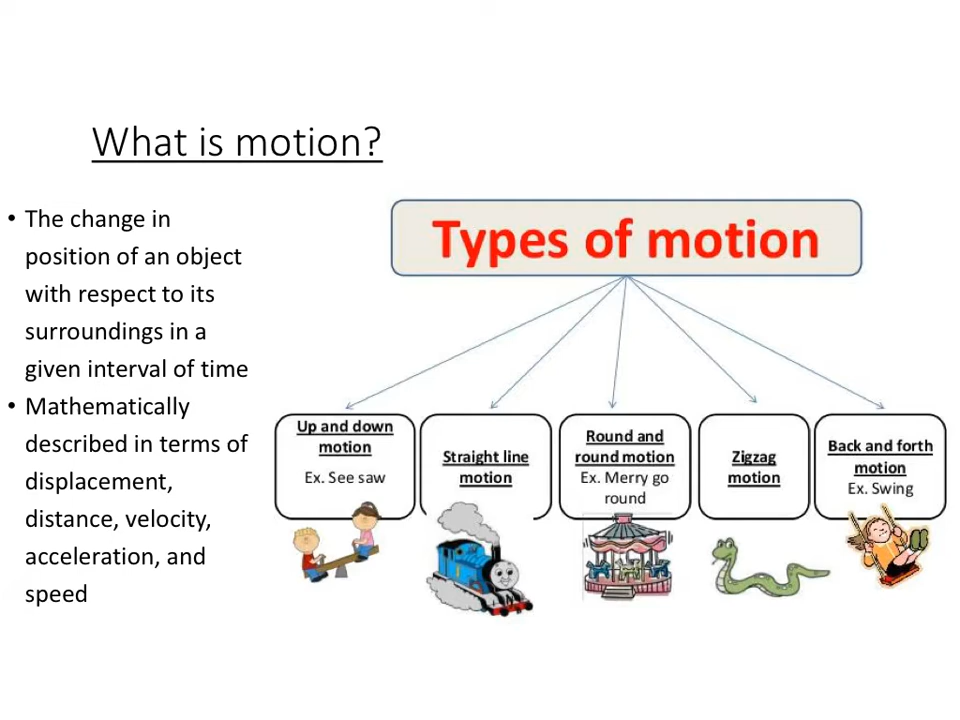 What is motion?
• The change in
position of an object
with respect to its
surroundings in a
given interval of time
• Mathematically
described in terms of
displacement,
distance, velocity,
acceleration, and
speed
Types of motion
Up and down
motion
Ex. See saw
Straight line
motion
Round and
round motion
Ex. Merry go
round
Zigzag
motion
Back and forth
motion
Ex. Swing